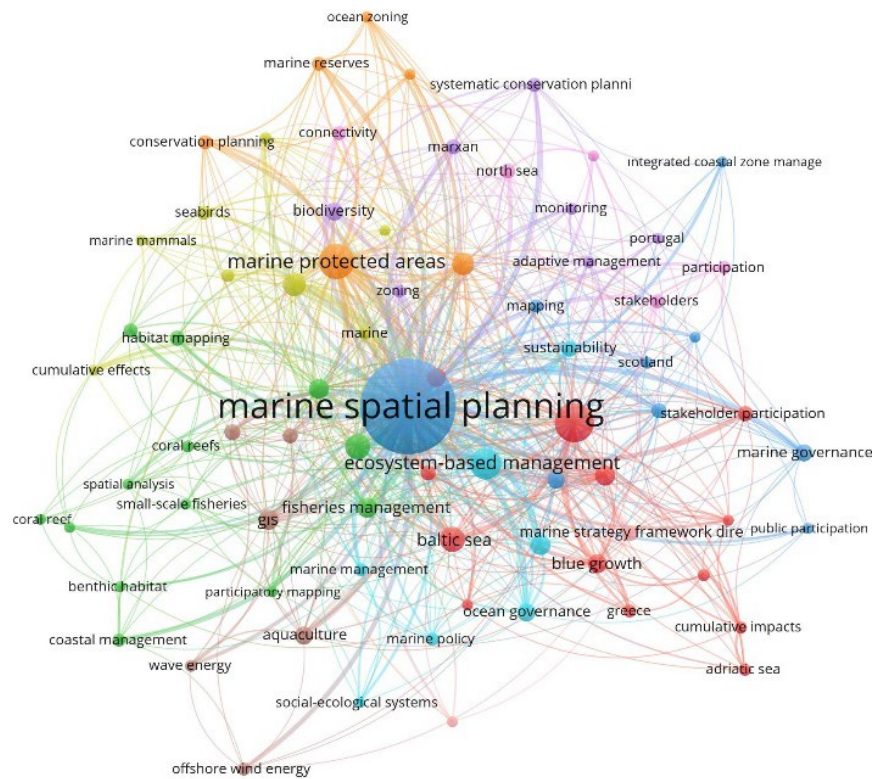 ocean zoning
marine reserves
systematic conservation planni
conservation planning
connectivity
marxan
integrated coastal zone manage
north sea
seabirds
biodiversity
monitoring
marine mammals
portugal
marine protected areas
adaptive management
participation
zoning
mapping
stakeholders
habitat mapping
marine
sustainability
cumulative effects
scotland
marine spatial planning
stakeholder participation
coral reefs
ecosystem-based management
marine governance
spatial analysis
small-scale fisheries
fisheries management
coral reef
gis
baltic sea
marine strategy framework dire
public participation
marine management
blue growth
benthic habitat
participatory mapping
ocean governance
greece
coastal management
aquaculture
marine policy
cumulative impacts
wave energy
adriatic sea
social-ecological systems
offshore wind energy